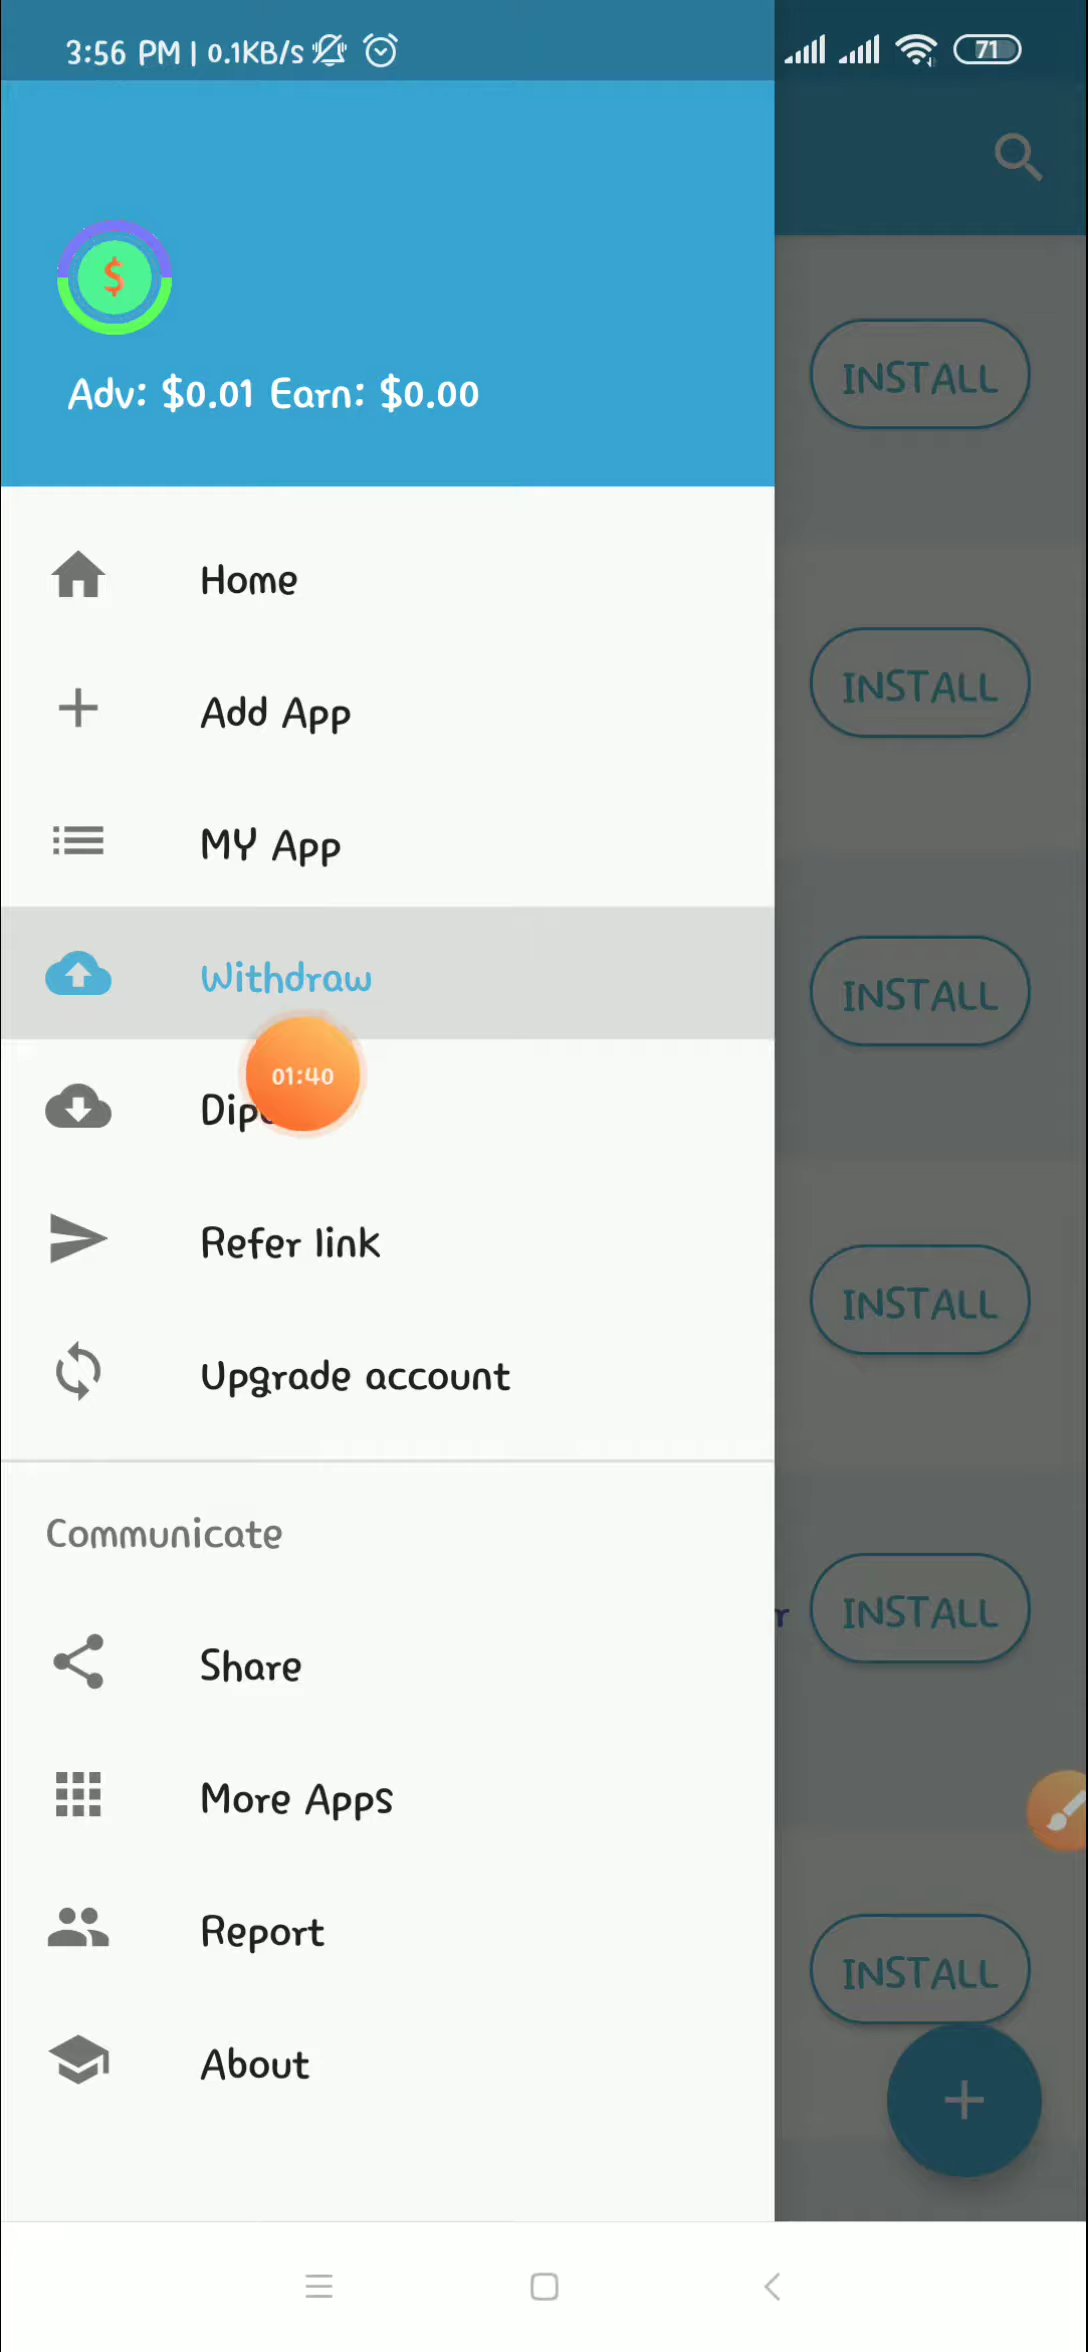 3:56 PM | 0.1KB/s
71
$
Adv: $0.01 Earn: $0.00
Home
Add App
MY App
Withdraw
01:40
Refer link
Upgrade account
Communicate
Share
More Apps
Report
About
INSTALL
INSTALL
INSTALL
INSTALL
r
INSTALL
INSTALL